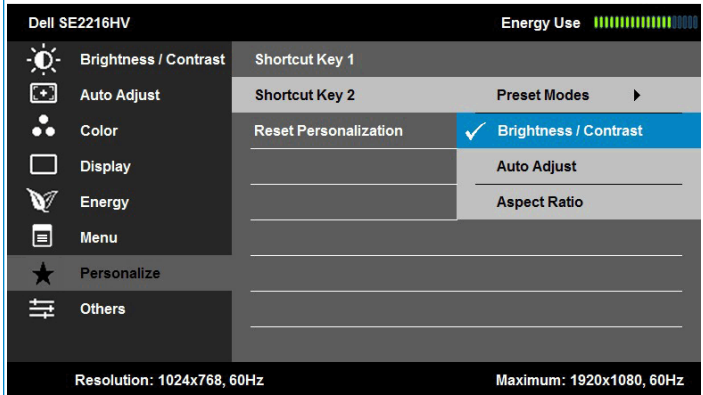 Dell SE2216HV Energy Use
Brightness / Contrast Shortcut Key 1
Auto Adjust Shortcut Key 2 Preset Modes
Color Reset Personalization Brightness / Contrast
Display Auto Adjust
Energy Aspect Ratio
Menu
Personalize
Others
Resolution: 1024x768, 60Hz Maximum: 1920x1080, 60Hz